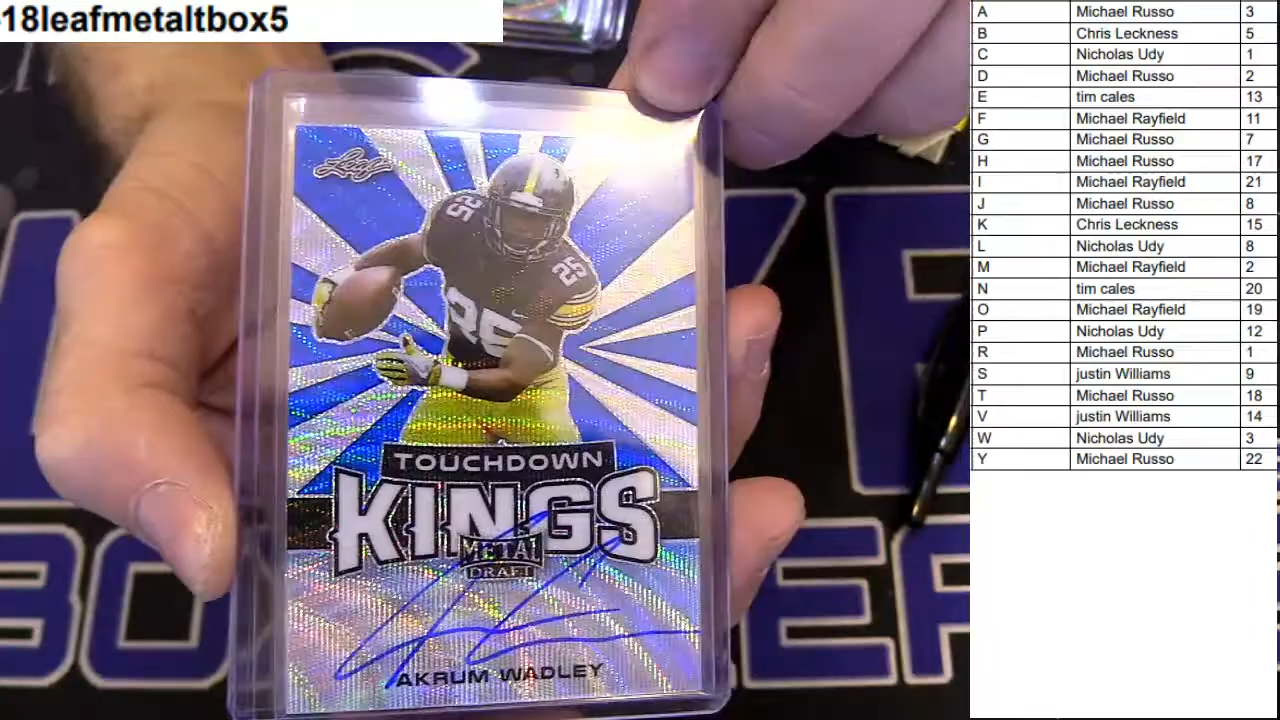 -18leafmetaltbox5
Leaf
25
25
25
TOUCHDOWN
KINGS
METAL
DRAFT
AKRUM WADLEY
A Michael Russo 3
B Chris Leckness 5
C Nicholas Udy 1
D Michael Russo 2
E tim cales 13
F Michael Rayfield 11
G Michael Russo 7
H Michael Russo 17
I Michael Rayfield 21
J Michael Russo 8
K Chris Leckness 15
L Nicholas Udy 8
M Michael Rayfield 2
N tim cales 20
O Michael Rayfield 19
P Nicholas Udy 12
R Michael Russo 1
S justin Williams 9
T Michael Russo 18
V justin Williams 14
W Nicholas Udy 3
Y Michael Russo 22